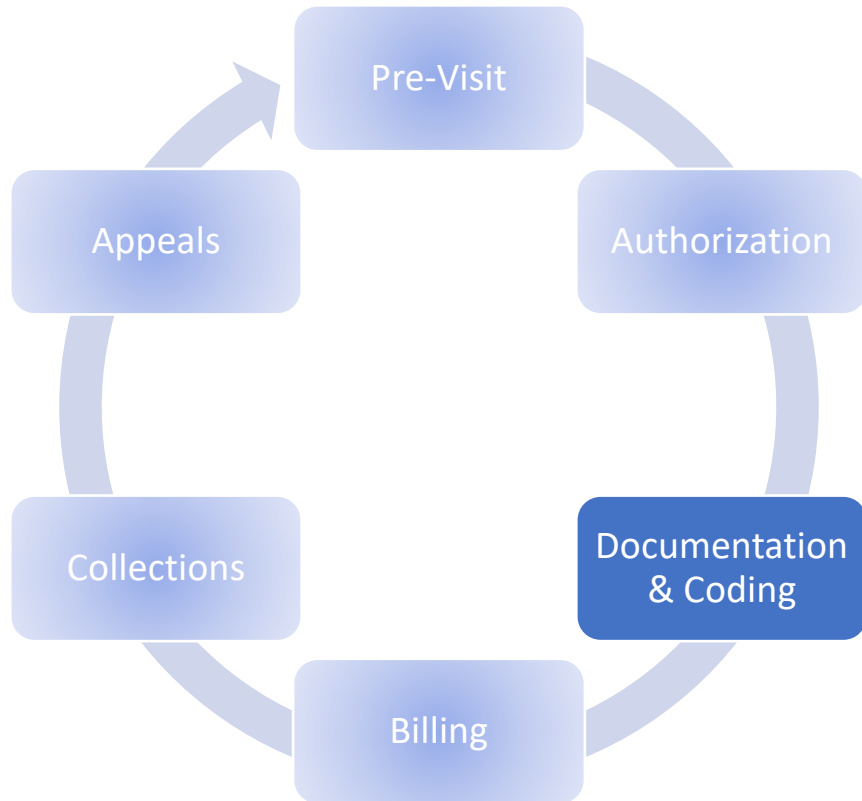 Pre-Visit
Authorization
Documentation
& Coding
Billing
Collections
Appeals